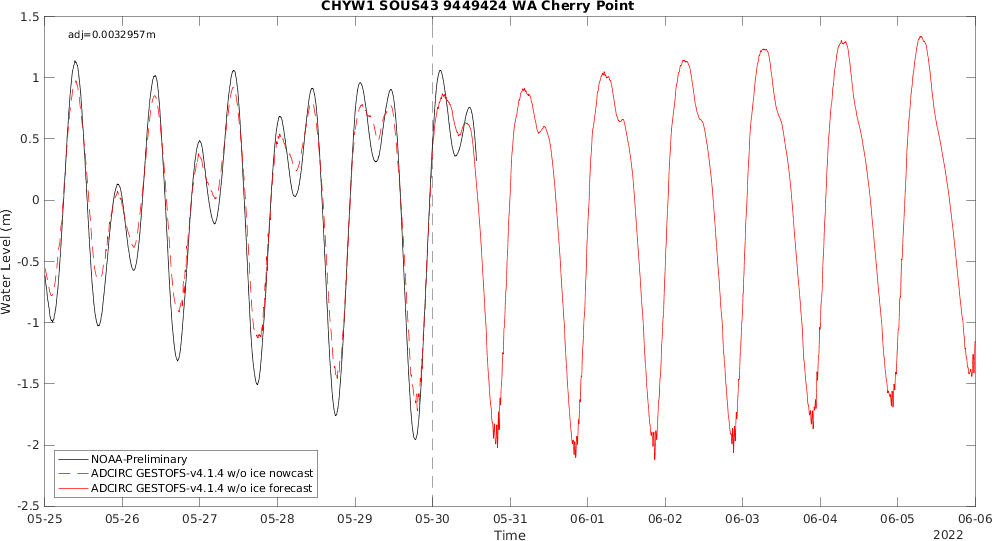 CHYW1 SOUS43 9449424 WA Cherry Point
adj=0.0032957m
1.5
1
0.5
0
-0.5
-1
-1.5
-2
-2.5
Water Level (m)
NOAA-Preliminary
ADCIRC GESTOFS-v4.1.4 w/o ice nowcast
ADCIRC GESTOFS-v4.1.4 w/o ice forecast
05-25 05-26 05-27 05-28 05-29 05-30 05-31 06-01 06-02 06-03 06-04 06-05 06-06
Time
2022